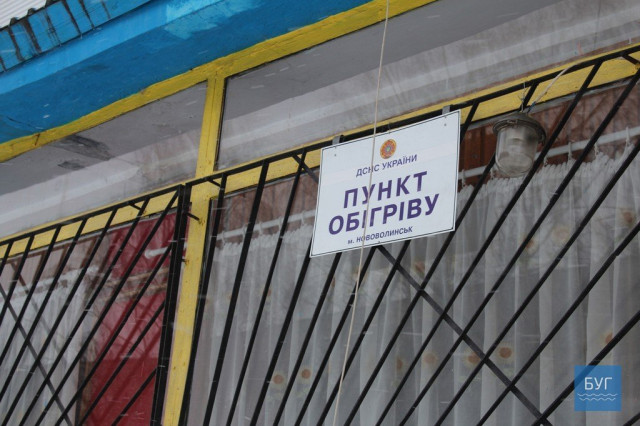 ДСНС УКРАЇНИ
ПУНКТ
ОБІГРІВУ
м. НОВОВОЛИНСЬК
БУГ